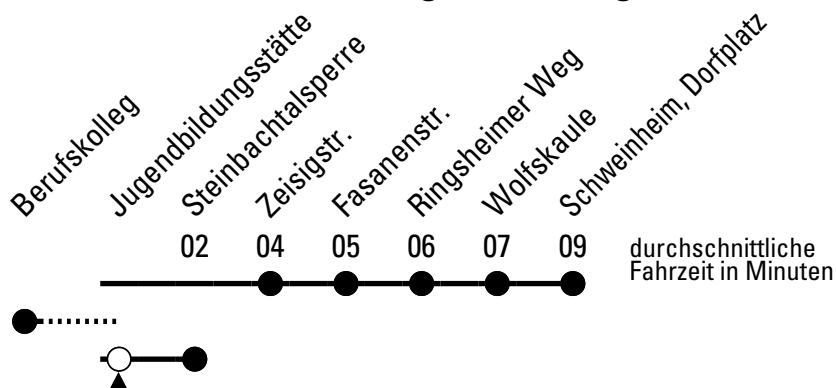 Berufskolleg
Jugendbildungsstätte
Steinbachtalsperre
Zeisigstr.
Fasanenstr.
Ringsheimer Weg
Wolfskaule
Schweinheim, Dorfplatz
02 04 05 06 07 09
durchschnittliche
Fahrzeit in Minuten